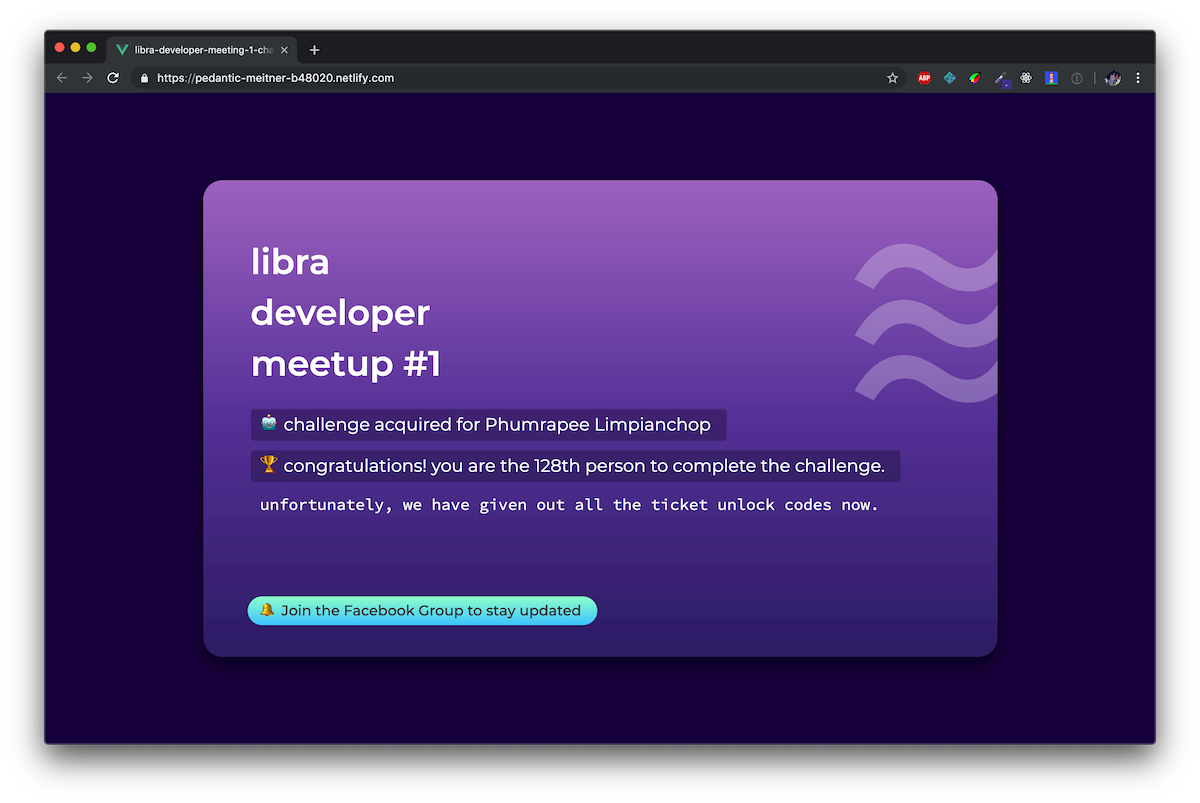 libra-developer-meeting-1-cha
https://pedantic-meitner-b48020.netlify.com
ABP
libra
developer
meetup #1
🤖 challenge acquired for Phumrapee Limpianchop
🏆 congratulations! you are the 128th person to complete the challenge.
unfortunately, we have given out all the ticket unlock codes now.
🔔 Join the Facebook Group to stay updated